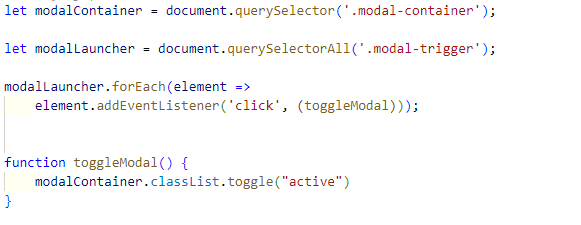 let modalContainer = document.querySelector('.modal-container');
let modalLauncher = document.querySelectorAll('.modal-trigger');
modalLauncher.forEach(element =>
    element.addEventListener('click', (toggleModal)));
function toggleModal() {
    modalContainer.classList.toggle("active")
}